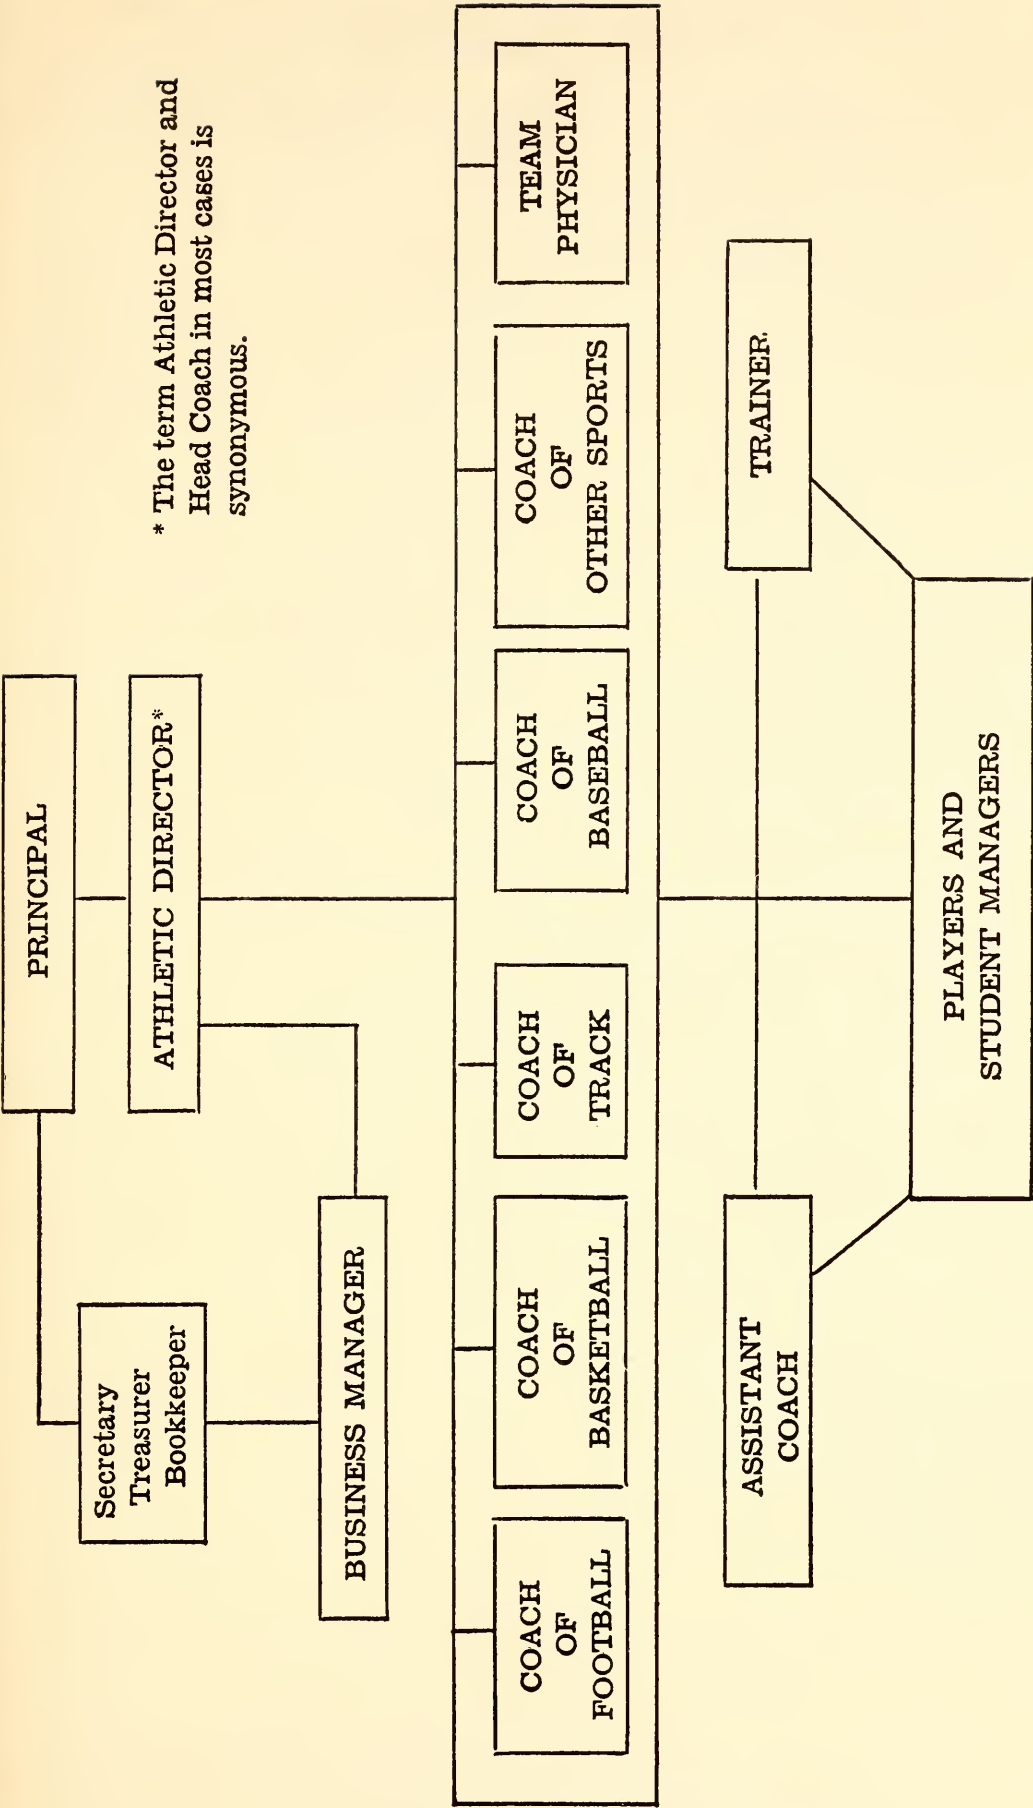 PRINCIPAL
ATHLETIC DIRECTOR*
* The term Athletic Director and
Head Coach in most cases is
synonymous.
Secretary
Treasurer
Bookkeeper
BUSINESS MANAGER
COACH
OF
FOOTBALL
COACH
OF
BASKETBALL
COACH
OF
TRACK
COACH
OF
BASEBALL
COACH
OF
OTHER SPORTS
TEAM
PHYSICIAN
ASSISTANT
COACH
TRAINER
PLAYERS AND
STUDENT MANAGERS